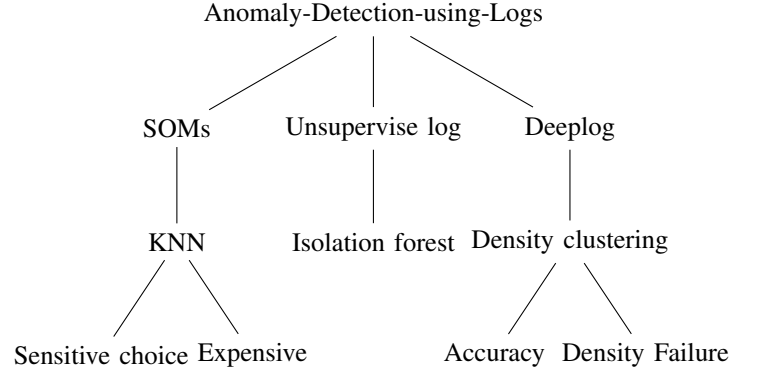 Anomaly-Detection-using-Logs
SOMs Unsupervise log Deeplog
KNN Isolation forest Density clustering
Sensitive choice Expensive Accuracy Density Failure